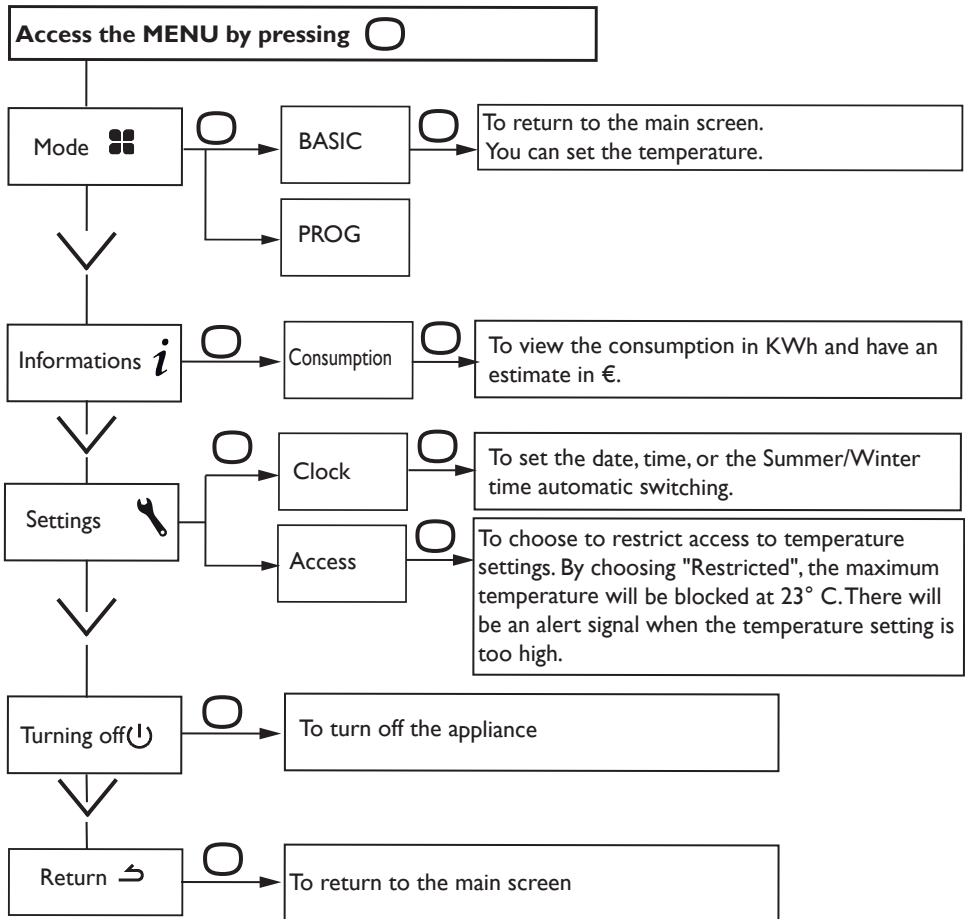 Access the MENU by pressing
Mode
BASIC
To return to the main screen.
You can set the temperature.
PROG
Informations i
Consumption
To view the consumption in KWh and have an
estimate in €.
Settings
Clock
To set the date, time, or the Summer/Winter
time automatic switching.
Access
To choose to restrict access to temperature
settings. By choosing "Restricted", the maximum
temperature will be blocked at 23° C. There will
be an alert signal when the temperature setting is
too high.
Turning off
To turn off the appliance
Return
To return to the main screen